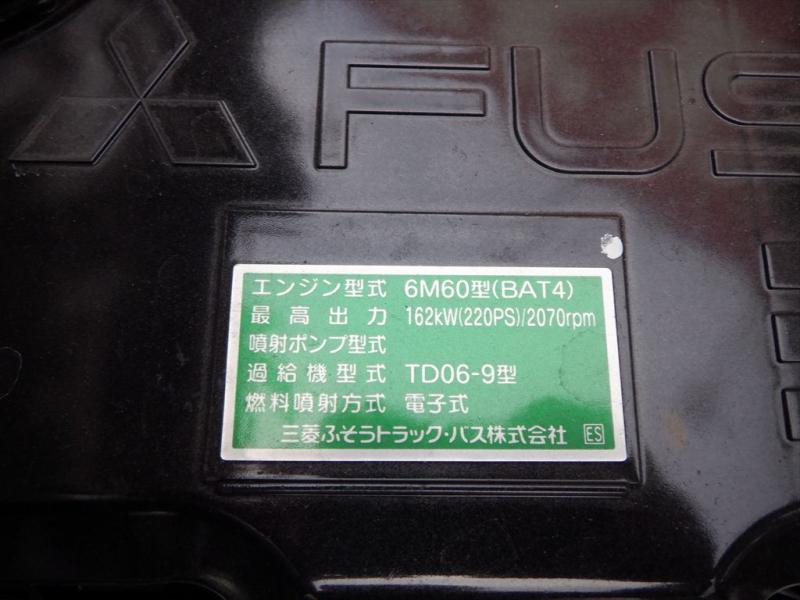 FUS
エンジン型式 6M60型(BAT4)
最高出力 162kW(220PS)/2070rpm
噴射ポンプ型式
過給機型式 TD06-9型
燃料噴射方式 電子式
三菱ふそうトラック・バス株式会社 ES